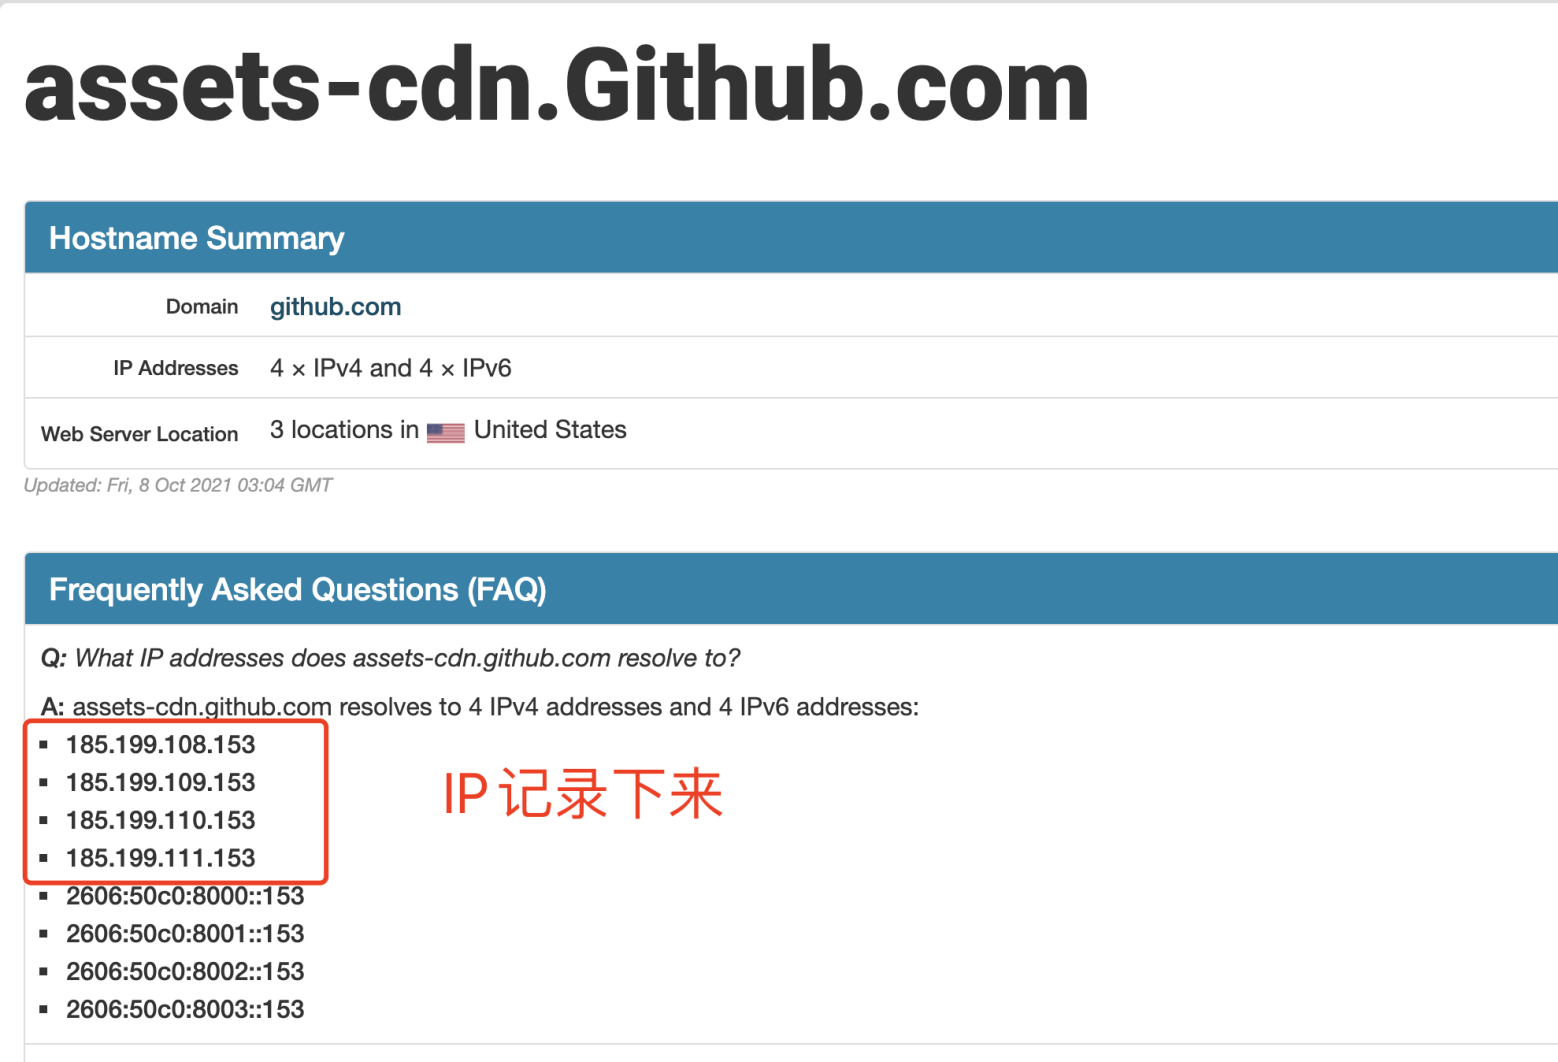 assets-cdn.Github.com
Hostname Summary
Domain github.com
IP Addresses 4 × IPv4 and 4 × IPv6
Web Server Location 3 locations in United States
Updated: Fri, 8 Oct 2021 03:04 GMT
Frequently Asked Questions (FAQ)
Q: What IP addresses does assets-cdn.github.com resolve to?
A: assets-cdn.github.com resolves to 4 IPv4 addresses and 4 IPv6 addresses:
▪ 185.199.108.153
▪ 185.199.109.153
IP 记录下来
▪ 185.199.110.153
▪ 185.199.111.153
▪ 2606:50c0:8000::153
▪ 2606:50c0:8001::153
▪ 2606:50c0:8002::153
▪ 2606:50c0:8003::153